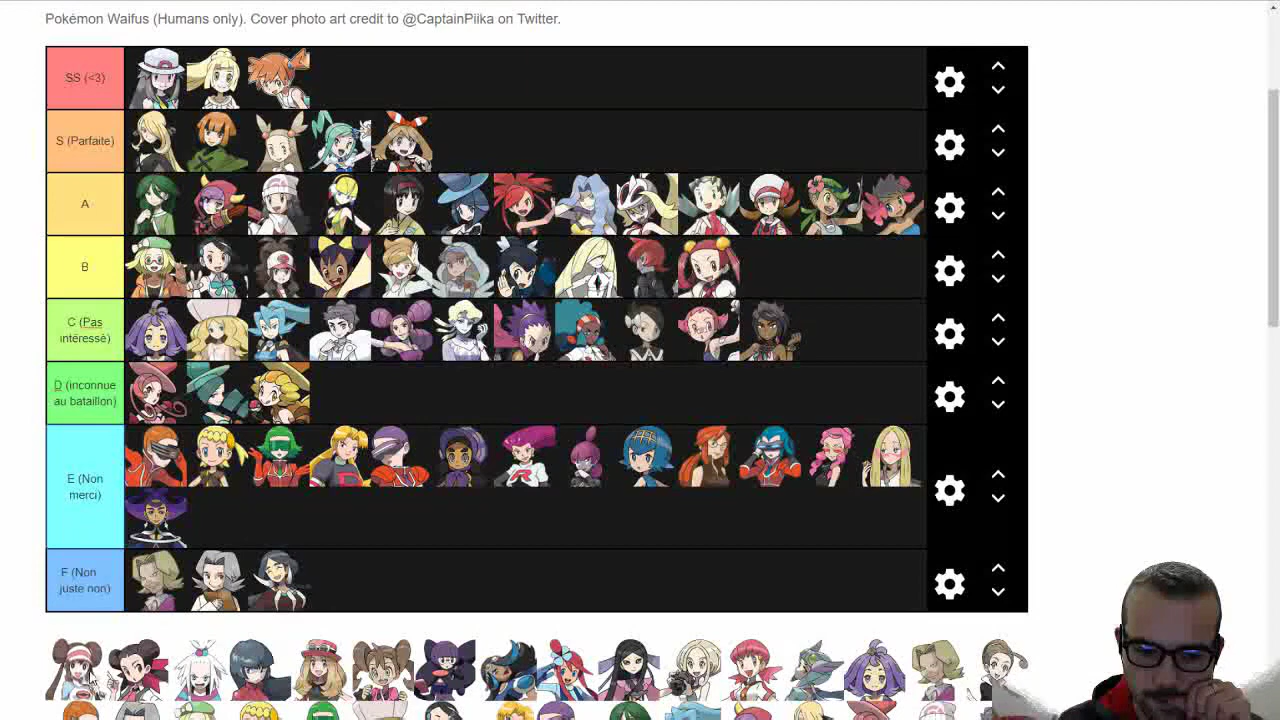 Pokémon Waifus (Humans only). Cover photo art credit to @CaptainPiika on Twitter.
SS (<3)
S (Parfaite)
A
B
C (Pas
intéressé)
D (inconnue
au bataillon)
E (Non
merci)
F (Non
juste non)